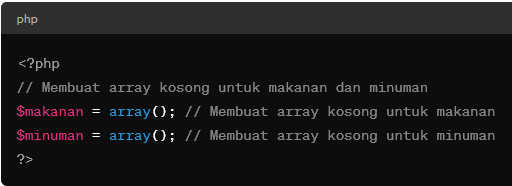 php
<?php
// Membuat array kosong untuk makanan dan minuman
$makanan = array(); // Membuat array kosong untuk makanan
$minuman = array(); // Membuat array kosong untuk minuman
?>